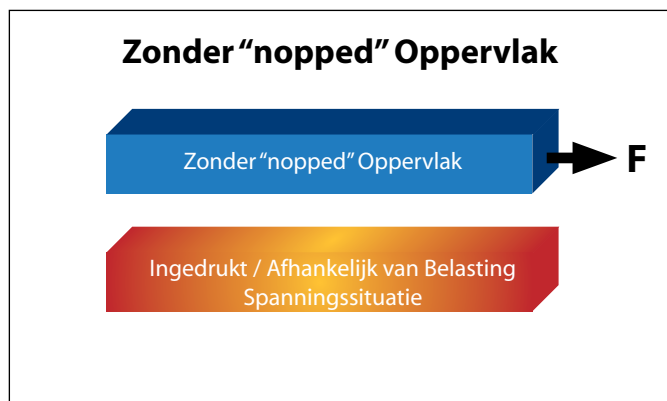 Zonder “nopped” Oppervlak
Zonder “nopped” Oppervlak
F
Ingedrukt / Afhankelijk van Belasting
Spanningssituatie